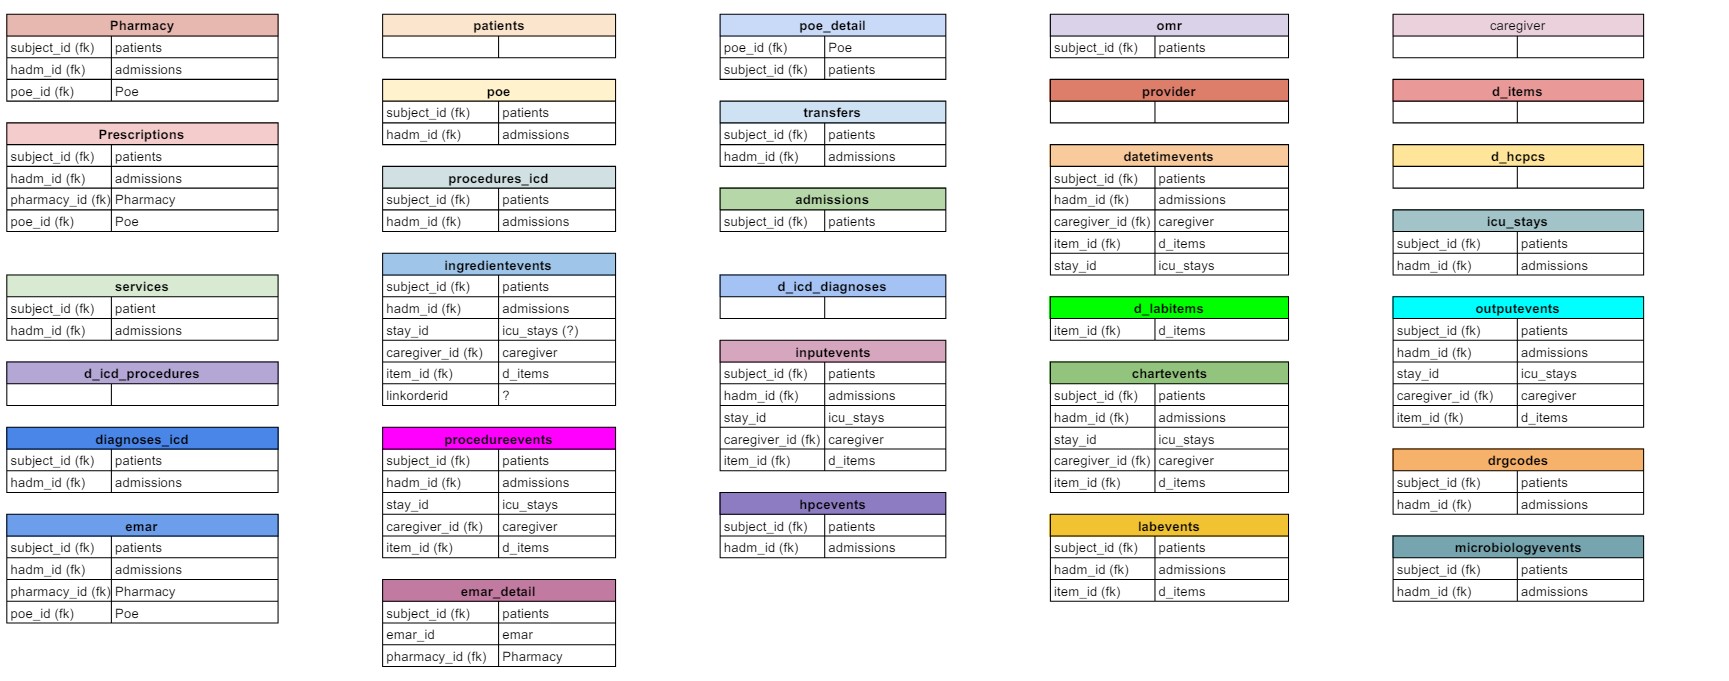 Pharmacy
subject_id (fk) patients
hadm_id (fk) admissions
poe_id (fk) Poe
Prescriptions
subject_id (fk) patients
hadm_id (fk) admissions
pharmacy_id (fk) Pharmacy
poe_id (fk) Poe
services
subject_id (fk) patient
hadm_id (fk) admissions
d_icd_procedures
diagnoses_icd
subject_id (fk) patients
hadm_id (fk) admissions
emar
subject_id (fk) patients
hadm_id (fk) admissions
pharmacy_id (fk) Pharmacy
poe_id (fk) Poe
patients
poe
subject_id (fk) patients
hadm_id (fk) admissions
procedures_icd
subject_id (fk) patients
hadm_id (fk) admissions
ingredientevents
subject_id (fk) patients
hadm_id (fk) admissions
stay_id icu_stays (?)
caregiver_id (fk) caregiver
item_id (fk) d_items
linkorderid ?
procedureevents
subject_id (fk) patients
hadm_id (fk) admissions
stay_id icu_stays
caregiver_id (fk) caregiver
item_id (fk) d_items
emar_detail
subject_id (fk) patients
emar_id emar
pharmacy_id (fk) Pharmacy
poe_detail
poe_id (fk) Poe
subject_id (fk) patients
transfers
subject_id (fk) patients
hadm_id (fk) admissions
admissions
subject_id (fk) patients
d_icd_diagnoses
inputevents
subject_id (fk) patients
hadm_id (fk) admissions
stay_id icu_stays
caregiver_id (fk) caregiver
item_id (fk) d_items
hpcevents
subject_id (fk) patients
hadm_id (fk) admissions
omr
subject_id (fk) patients
provider
datetimevents
subject_id (fk) patients
hadm_id (fk) admissions
caregiver_id (fk) caregiver
item_id (fk) d_items
stay_id icu_stays
d_labitems
item_id (fk) d_items
chartevents
subject_id (fk) patients
hadm_id (fk) admissions
stay_id icu_stays
caregiver_id (fk) caregiver
item_id (fk) d_items
labevents
subject_id (fk) patients
hadm_id (fk) admissions
item_id (fk) d_items
caregiver
d_items
d_hcpcs
icu_stays
subject_id (fk) patients
hadm_id (fk) admissions
outputevents
subject_id (fk) patients
hadm_id (fk) admissions
stay_id icu_stays
caregiver_id (fk) caregiver
item_id (fk) d_items
drgcodes
subject_id (fk) patients
hadm_id (fk) admissions
microbiologyevents
subject_id (fk) patients
hadm_id (fk) admissions